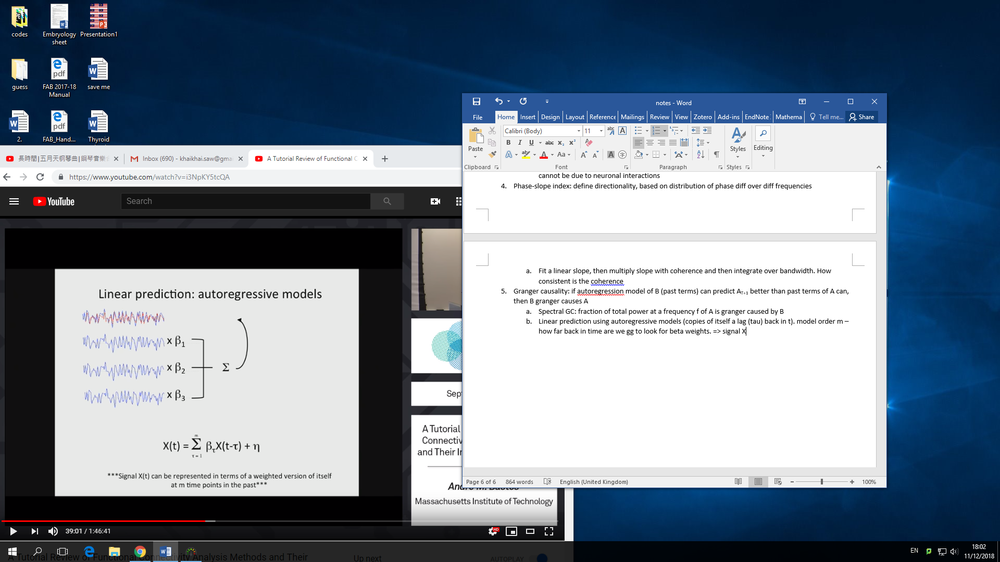 codes
Embryology
sheet
Presentation1
guess
FAB 2017-18
Manual
save me
2.
FAB_Hand...
Thyroid
長時間|五月天钢琴曲|鋼琴音樂
Inbox (690) - khaikhai.saw@gma
A Tutorial Review of Functional C
https://www.youtube.com/watch?v=i3NpKY5tcQA
YouTube
Search
Linear prediction: autoregressive models
x β1
x β2
x β3
Σ
X(t) = Σ βτX(t-τ) + η
m
τ = 1
***Signal X(t) can be represented in terms of a weighted version of itself
at m time points in the past***
Sept
A Tutorial
Connectiv
and Their I
Massachusetts Institute of Technology
39:01 / 1:46:41
HD
A Tutorial Review of Functional Connectivity Analysis Methods and Their
Up next
AUTOPLAY
notes - Word
File
Home
Insert
Design
Layout
Reference
Mailings
Review
View
Zotero
Add-ins
EndNote
Mathema
Tell me...
Share
Paste
Calibri (Body)
11
Styles
Editing
Clipboard
Font
Paragraph
Styles
cannot be due to neuronal interactions
4. Phase-slope index: define directionality, based on distribution of phase diff over diff frequencies
a. Fit a linear slope, then multiply slope with coherence and then integrate over bandwidth. How
consistent is the coherence
5. Granger causality: if autoregression model of B (past terms) can predict AT+1 better than past terms of A can,
then B granger causes A
a. Spectral GC: fraction of total power at a frequency f of A is granger caused by B
b. Linear prediction using autoregressive models (copies of itself a lag (tau) back in t). model order m –
how far back in time are we gg to look for beta weights. => signal X
Page 6 of 6
864 words
English (United Kingdom)
100%
EN
18:02
11/12/2018